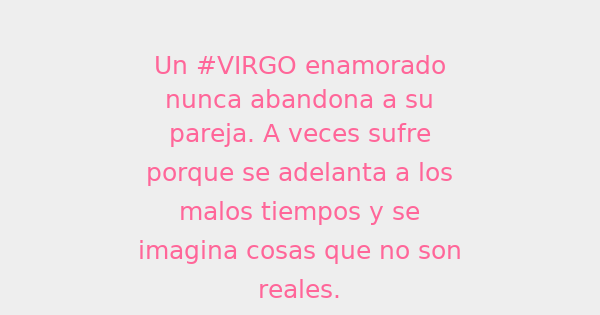 Un #VIRGO enamorado
nunca abandona a su
pareja. A veces sufre
porque se adelanta a los
malos tiempos y se
imagina cosas que no son
reales.